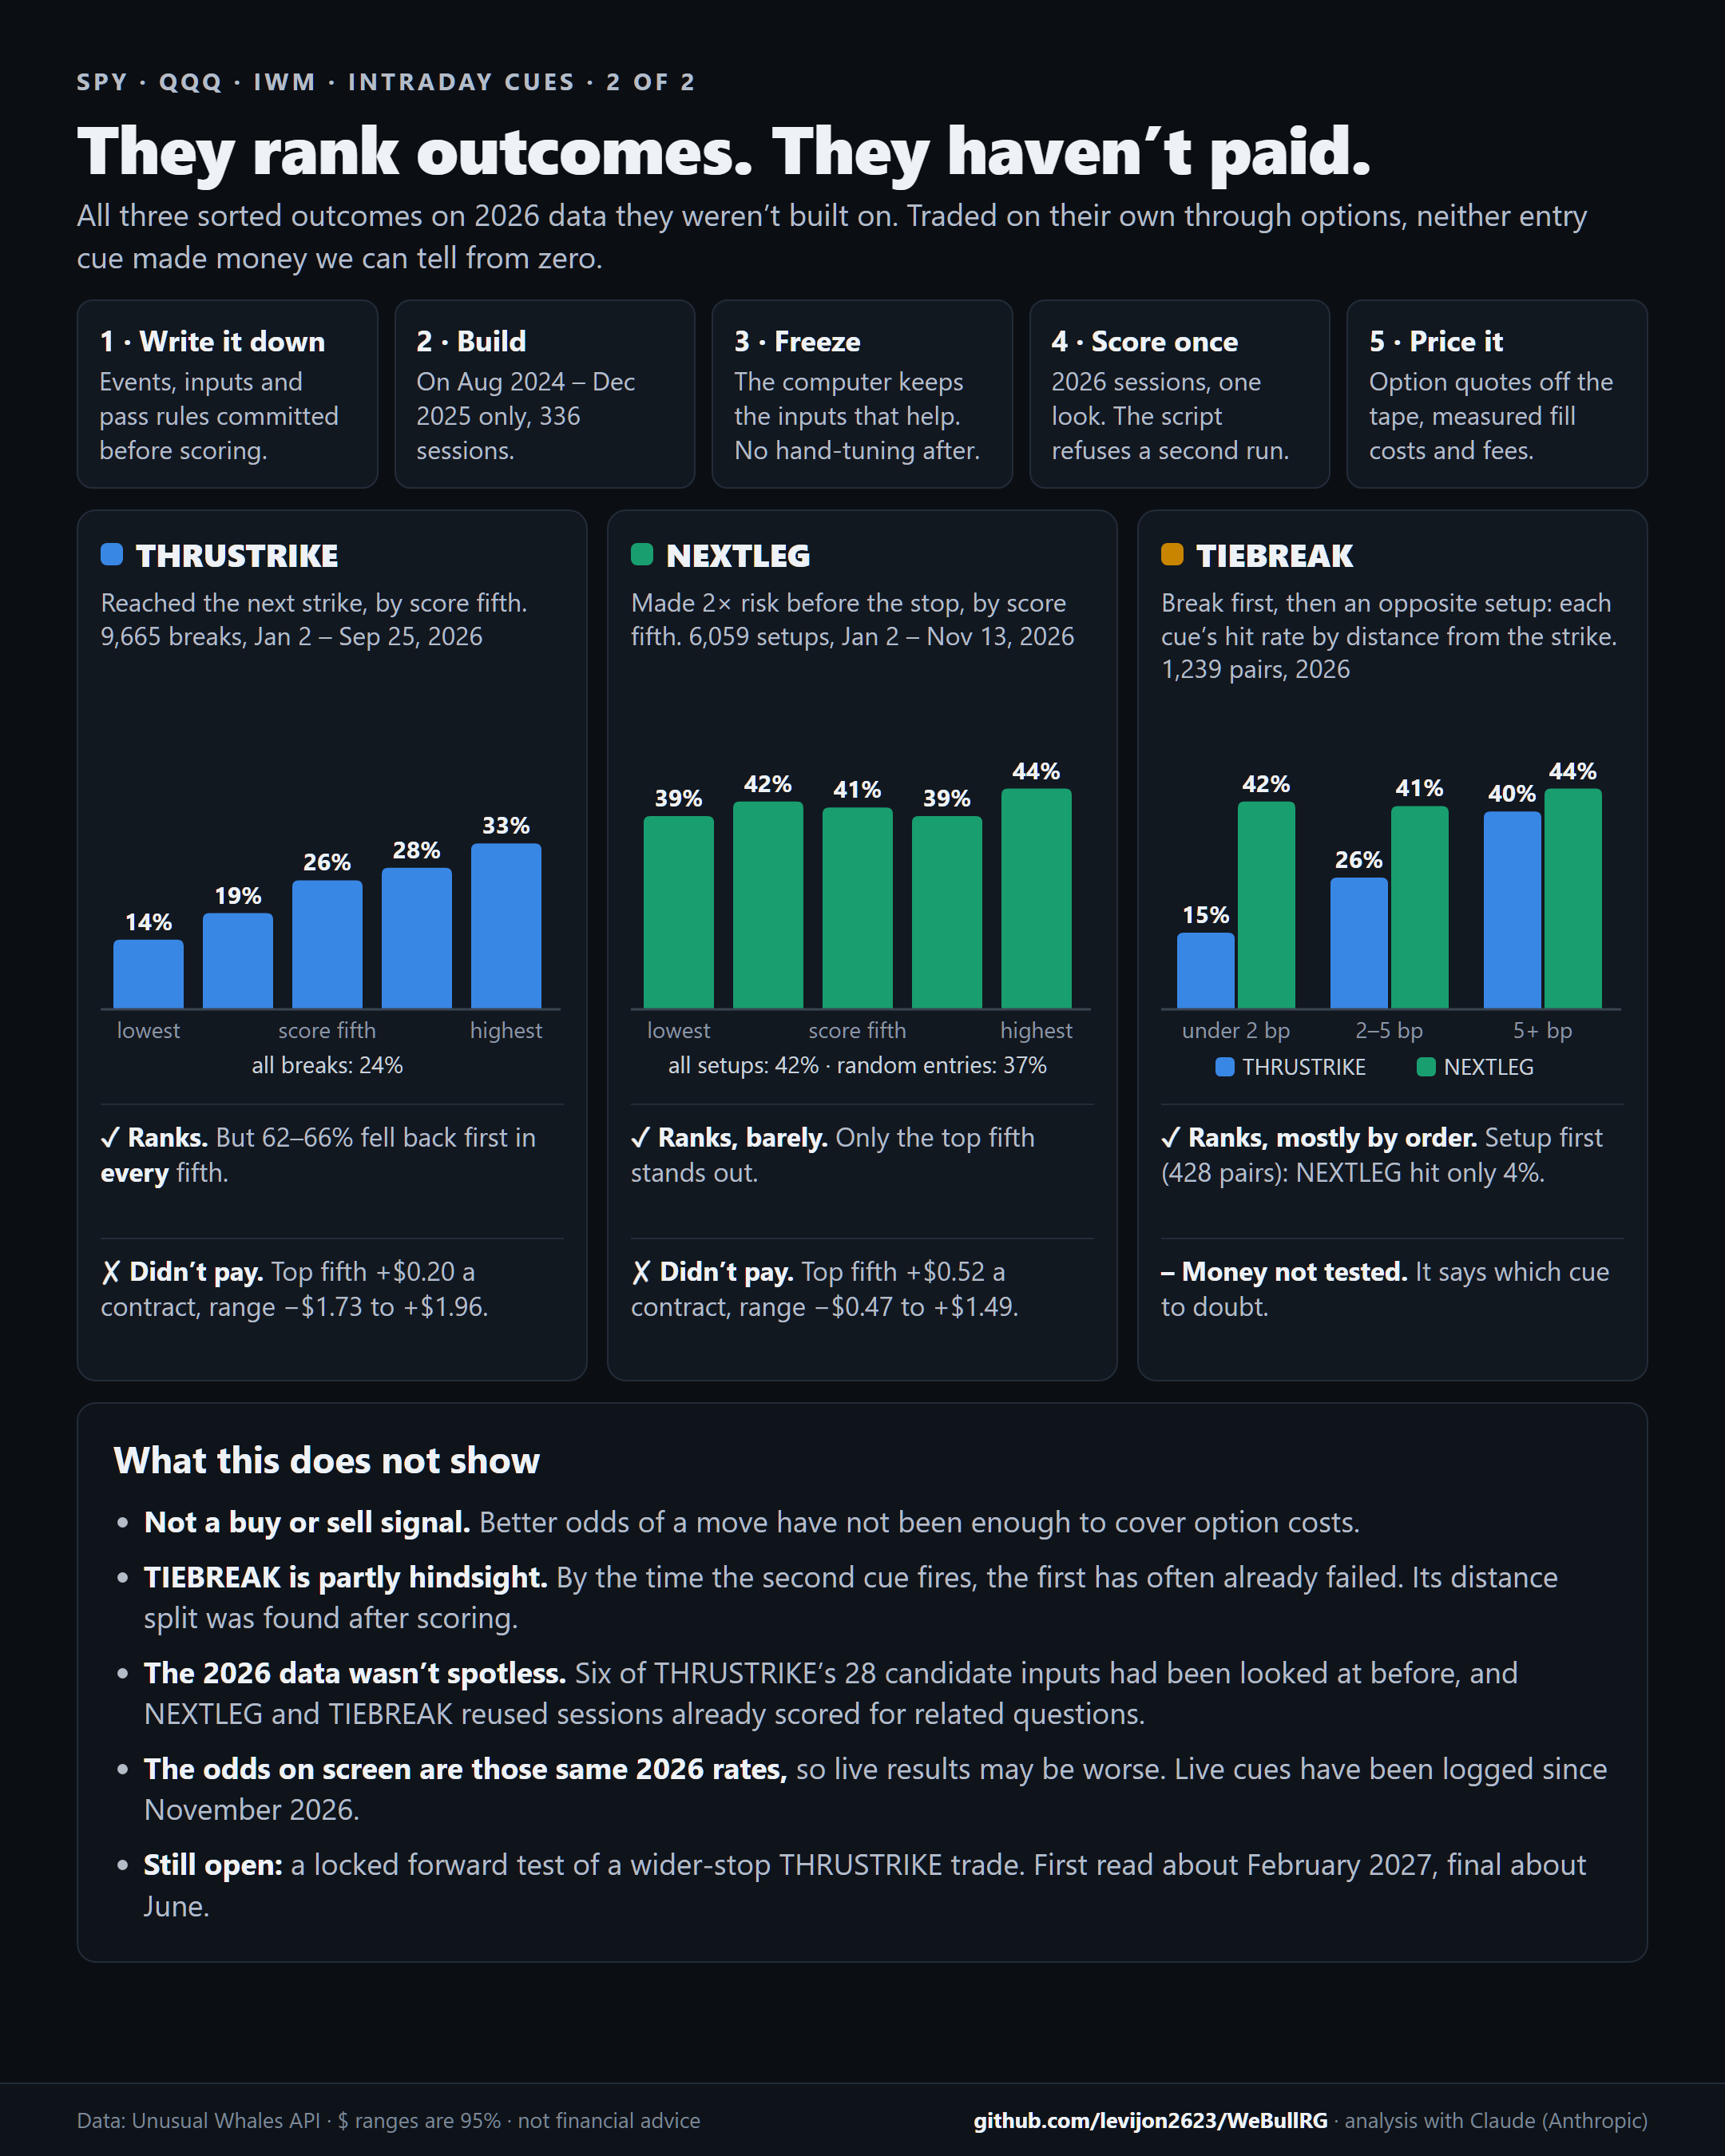 SPY · QQQ · IWM · INTRADAY CUES · 2 OF 2
They rank outcomes. They haven’t paid.
All three sorted outcomes on 2026 data they weren’t built on. Traded on their own through options, neither entry
cue made money we can tell from zero.
1 · Write it down
Events, inputs and
pass rules committed
before scoring.
2 · Build
On Aug 2024 – Dec
2025 only, 336
sessions.
3 · Freeze
The computer keeps
the inputs that help.
No hand-tuning after.
4 · Score once
2026 sessions, one
look. The script
refuses a second run.
5 · Price it
Option quotes off the
tape, measured fill
costs and fees.
THRUSTRIKE
Reached the next strike, by score fifth.
9,665 breaks, Jan 2 – Sep 25, 2026
14%
19%
26%
28%
33%
lowest
score fifth
highest
all breaks: 24%
✓ Ranks. But 62–66% fell back first in
every fifth.
✗ Didn’t pay. Top fifth +$0.20 a
contract, range −$1.73 to +$1.96.
NEXTLEG
Made 2× risk before the stop, by score
fifth. 6,059 setups, Jan 2 – Nov 13, 2026
39%
42%
41%
39%
44%
lowest
score fifth
highest
all setups: 42% · random entries: 37%
✓ Ranks, barely. Only the top fifth
stands out.
✗ Didn’t pay. Top fifth +$0.52 a
contract, range −$0.47 to +$1.49.
TIEBREAK
Break first, then an opposite setup: each
cue’s hit rate by distance from the strike.
1,239 pairs, 2026
15%
42%
26%
41%
40%
44%
under 2 bp
2–5 bp
5+ bp
THRUSTRIKE
NEXTLEG
✓ Ranks, mostly by order. Setup first
(428 pairs): NEXTLEG hit only 4%.
– Money not tested. It says which cue
to doubt.
What this does not show
• Not a buy or sell signal. Better odds of a move have not been enough to cover option costs.
• TIEBREAK is partly hindsight. By the time the second cue fires, the first has often already failed. Its distance
split was found after scoring.
• The 2026 data wasn’t spotless. Six of THRUSTRIKE’s 28 candidate inputs had been looked at before, and
NEXTLEG and TIEBREAK reused sessions already scored for related questions.
• The odds on screen are those same 2026 rates, so live results may be worse. Live cues have been logged since
November 2026.
• Still open: a locked forward test of a wider-stop THRUSTRIKE trade. First read about February 2027, final about
June.
Data: Unusual Whales API · $ ranges are 95% · not financial advice
github.com/levijon2623/WeBullRG · analysis with Claude (Anthropic)